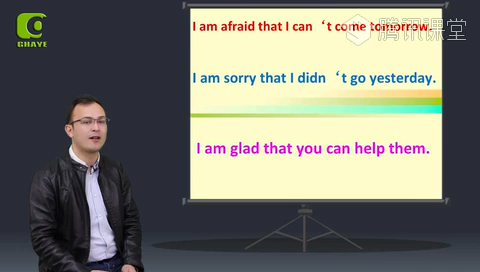 GHAYE
腾讯课堂
I am afraid that I can ‘t come tomorrow.
I am sorry that I didn ‘t go yesterday.
I am glad that you can help them.